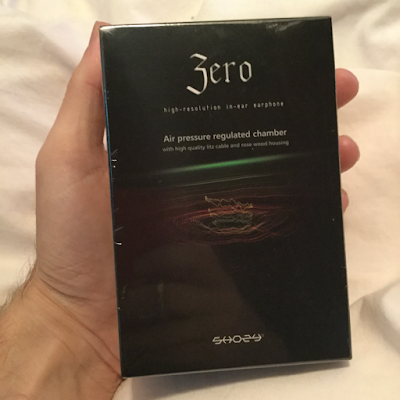 Zero
high-resolution in-ear earphone
Air pressure regulated chamber
with high quality litz cable and rose wood housing
SHOZY